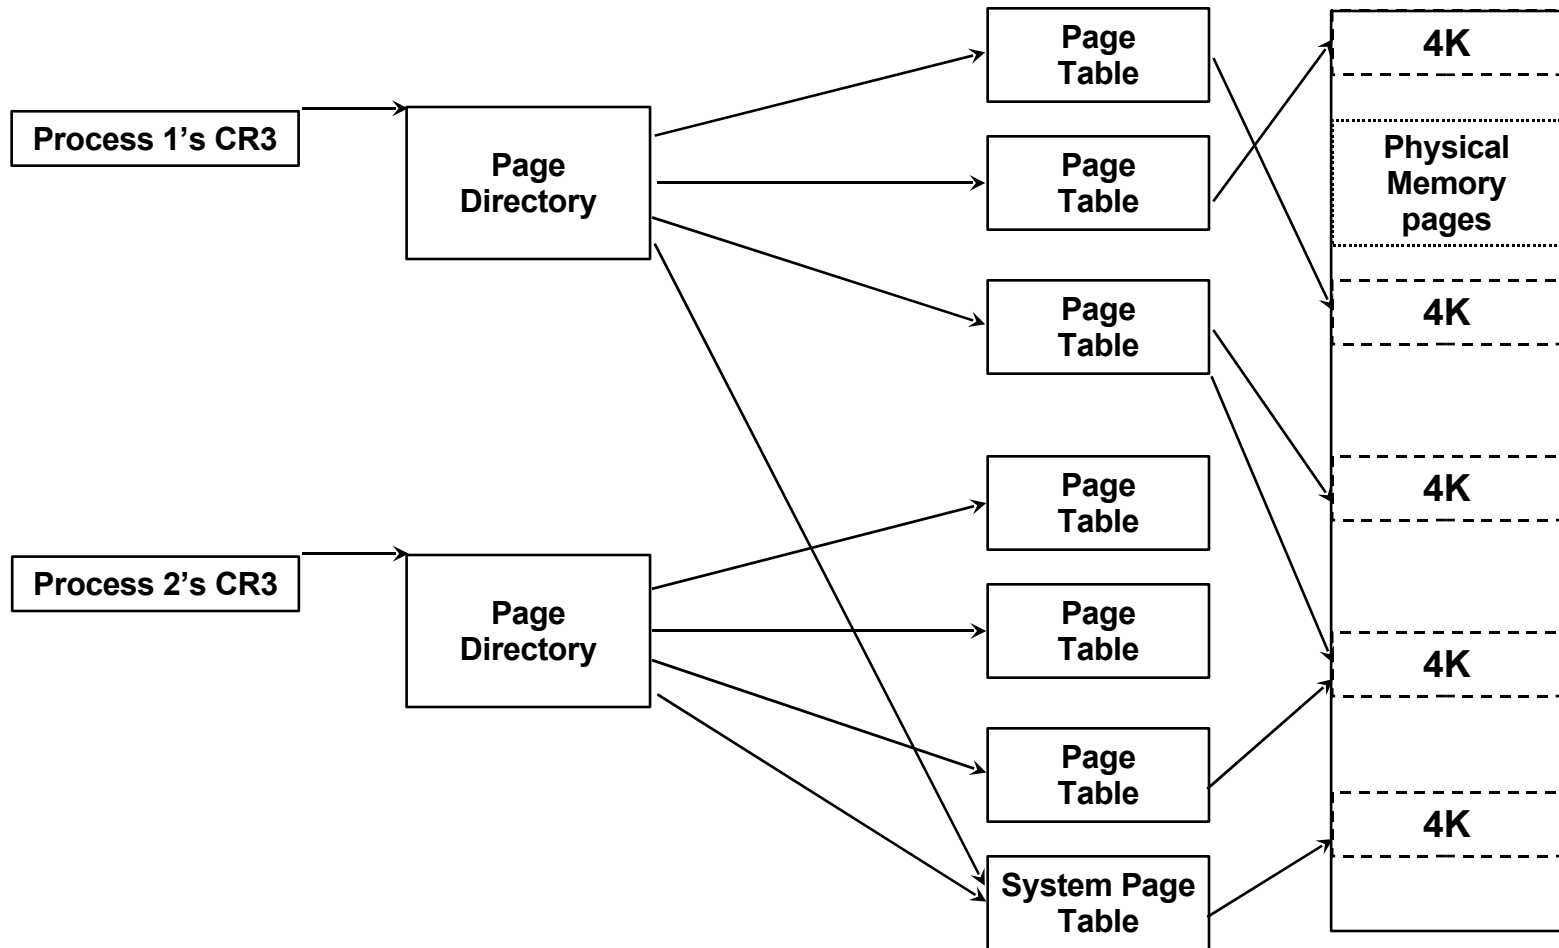 Process 1’s CR3
Page
Directory
Page
Table
Page
Table
Page
Table
Process 2’s CR3
Page
Directory
Page
Table
Page
Table
Page
Table
System Page
Table
4K
Physical
Memory
pages
4K
4K
4K
4K